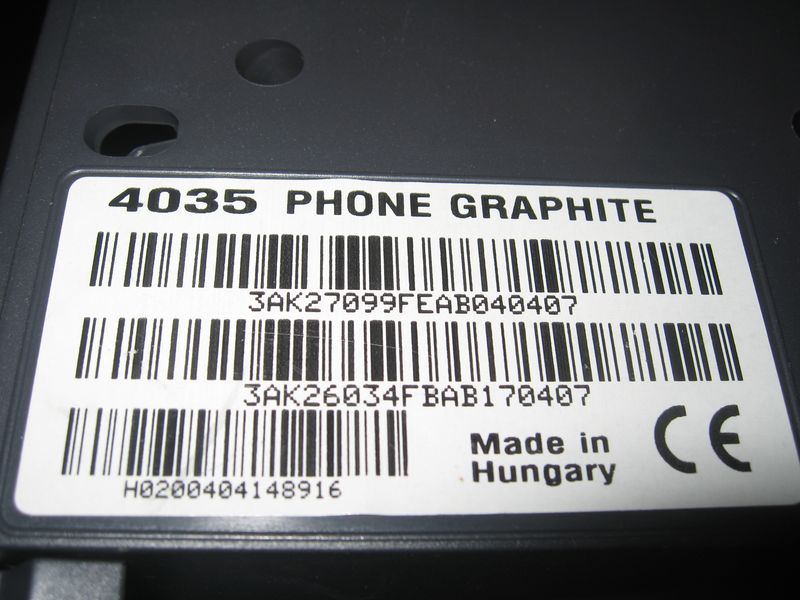 4035 PHONE GRAPHITE
3AK27099FEAB040407
3AK26034FBAB170407
H0200404148916
Made in
Hungary
CE